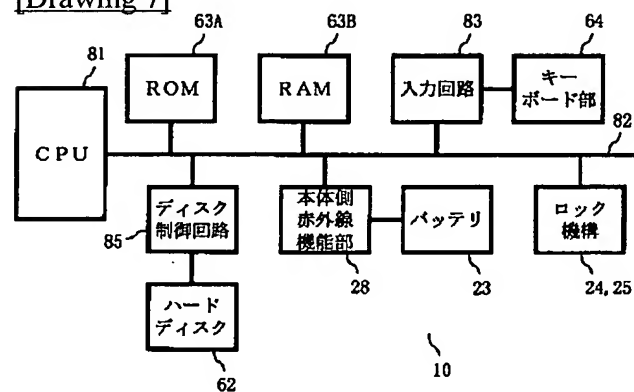 [Drawing 7]
63A
63B
83
64
81
ROM
RAM
入力回路
キー
ボード部
82
CPU
ディスク
制御回路
本体側
赤外線
機能部
バッテリ
ロック
機構
85
28
23
24, 25
ハード
ディスク
10
62